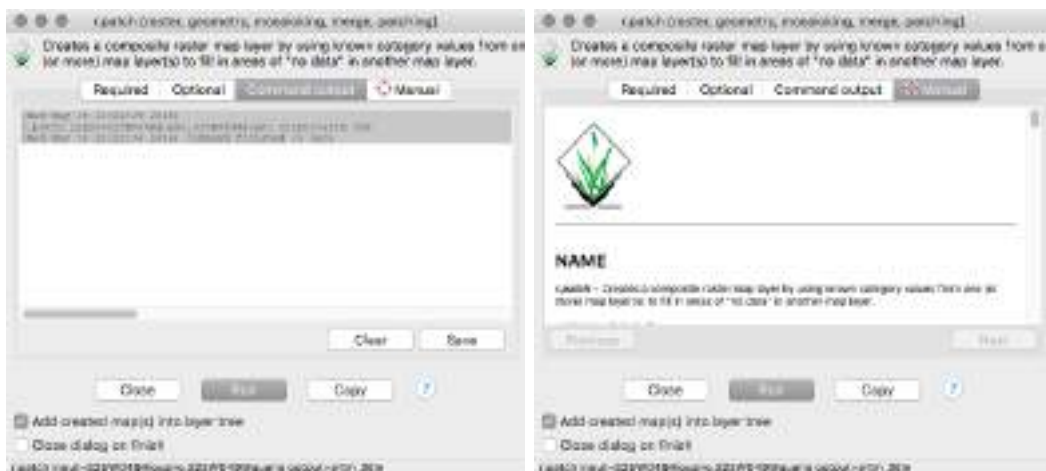 r.patch [raster, geometry, mosaicking, merge, patching]
Creates a composite raster map layer by using known category values from on
(or more) map layer(s) to fill in areas of "no data" in another map layer.
Required Optional Command output Manual
Clear Save
Close Run Copy ?
Add created map(s) into layer tree
Close dialog on finish
r.patch [raster, geometry, mosaicking, merge, patching]
Creates a composite raster map layer by using known category values from o
(or more) map layer(s) to fill in areas of "no data" in another map layer.
Required Optional Command output Manual
NAME
r.patch - Creates a composite raster map layer by using known category values from one (or
more) map layer(s) to fill in areas of "no data" in another map layer.
Previous Next
Close Run Copy ?
Add created map(s) into layer tree
Close dialog on finish